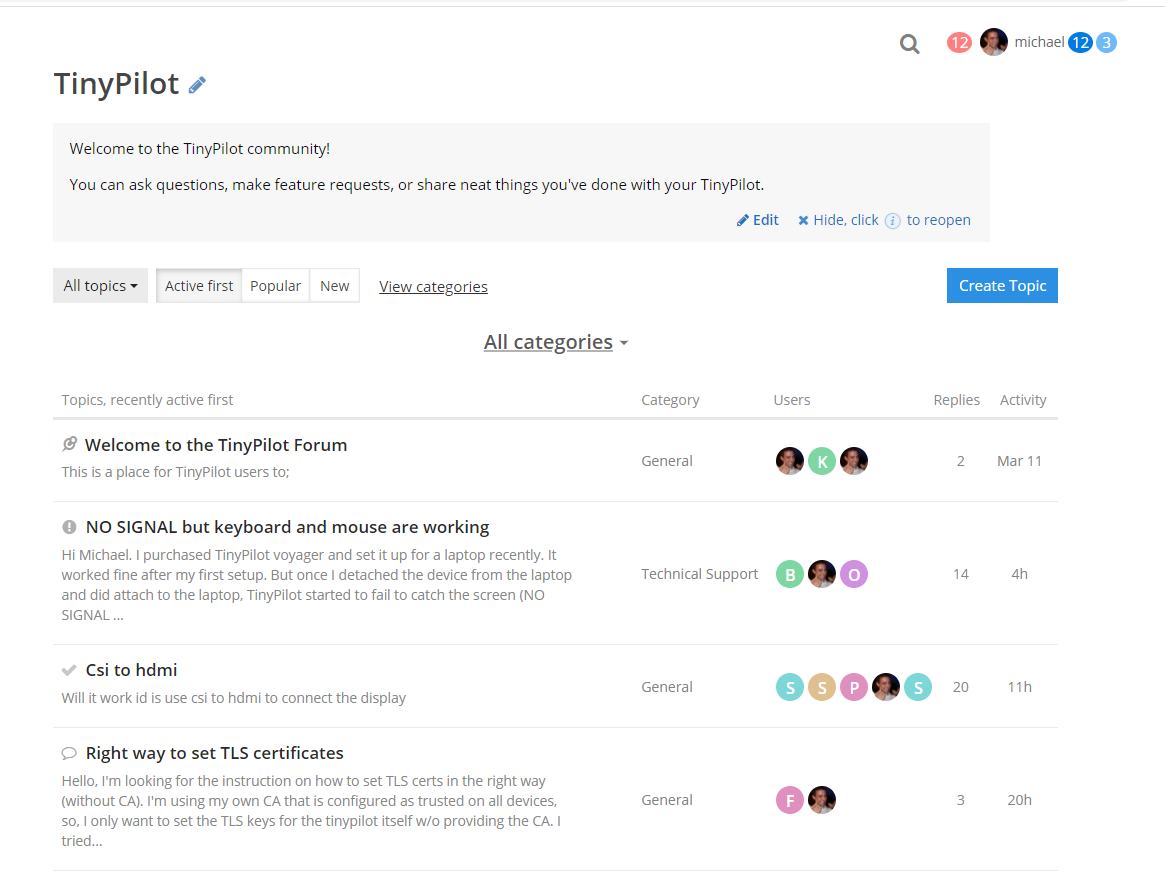 12 michael 12 3
TinyPilot
Welcome to the TinyPilot community!
You can ask questions, make feature requests, or share neat things you've done with your TinyPilot.
Edit Hide, click i to reopen
All topics Active first Popular New View categories Create Topic
All categories
Topics, recently active first Category Users Replies Activity
Welcome to the TinyPilot Forum
This is a place for TinyPilot users to;
General K 2 Mar 11
NO SIGNAL but keyboard and mouse are working
Hi Michael. I purchased TinyPilot voyager and set it up for a laptop recently. It
worked fine after my first setup. But once I detached the device from the laptop
and did attach to the laptop, TinyPilot started to fail to catch the screen (NO
SIGNAL ...
Technical Support B O 14 4h
Csi to hdmi
Will it work id is use csi to hdmi to connect the display
General S S P S 20 11h
Right way to set TLS certificates
Hello, I'm looking for the instruction on how to set TLS certs in the right way
(without CA). I'm using my own CA that is configured as trusted on all devices,
so, I only want to set the TLS keys for the tinypilot itself w/o providing the CA. I
tried...
General F 3 20h